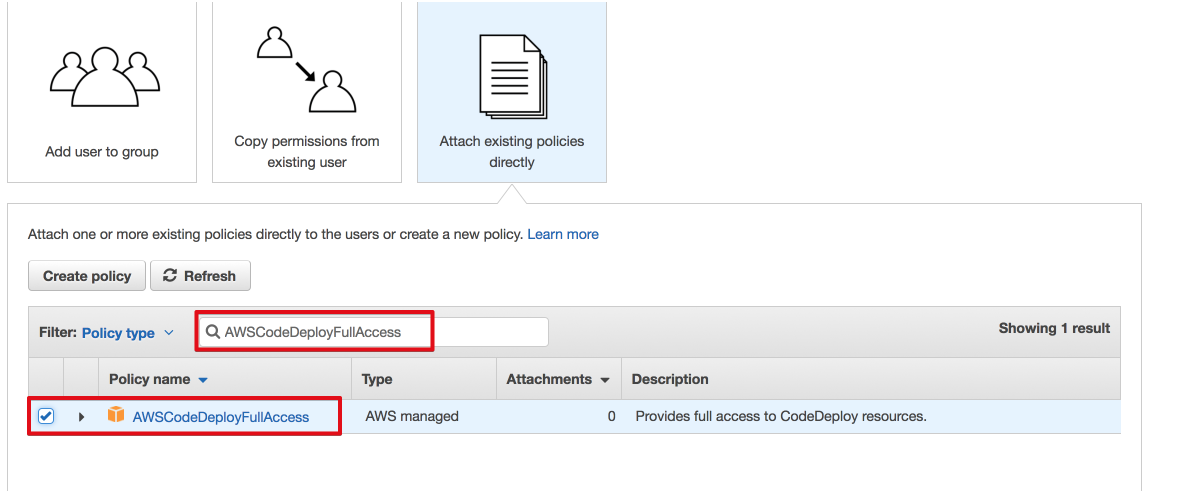 Add user to group
Copy permissions from
existing user
Attach existing policies
directly
Attach one or more existing policies directly to the users or create a new policy. Learn more
Create policy Refresh
Filter: Policy type AWSCodeDeployFullAccess Showing 1 result
Policy name Type Attachments Description
AWSCodeDeployFullAccess AWS managed 0 Provides full access to CodeDeploy resources.